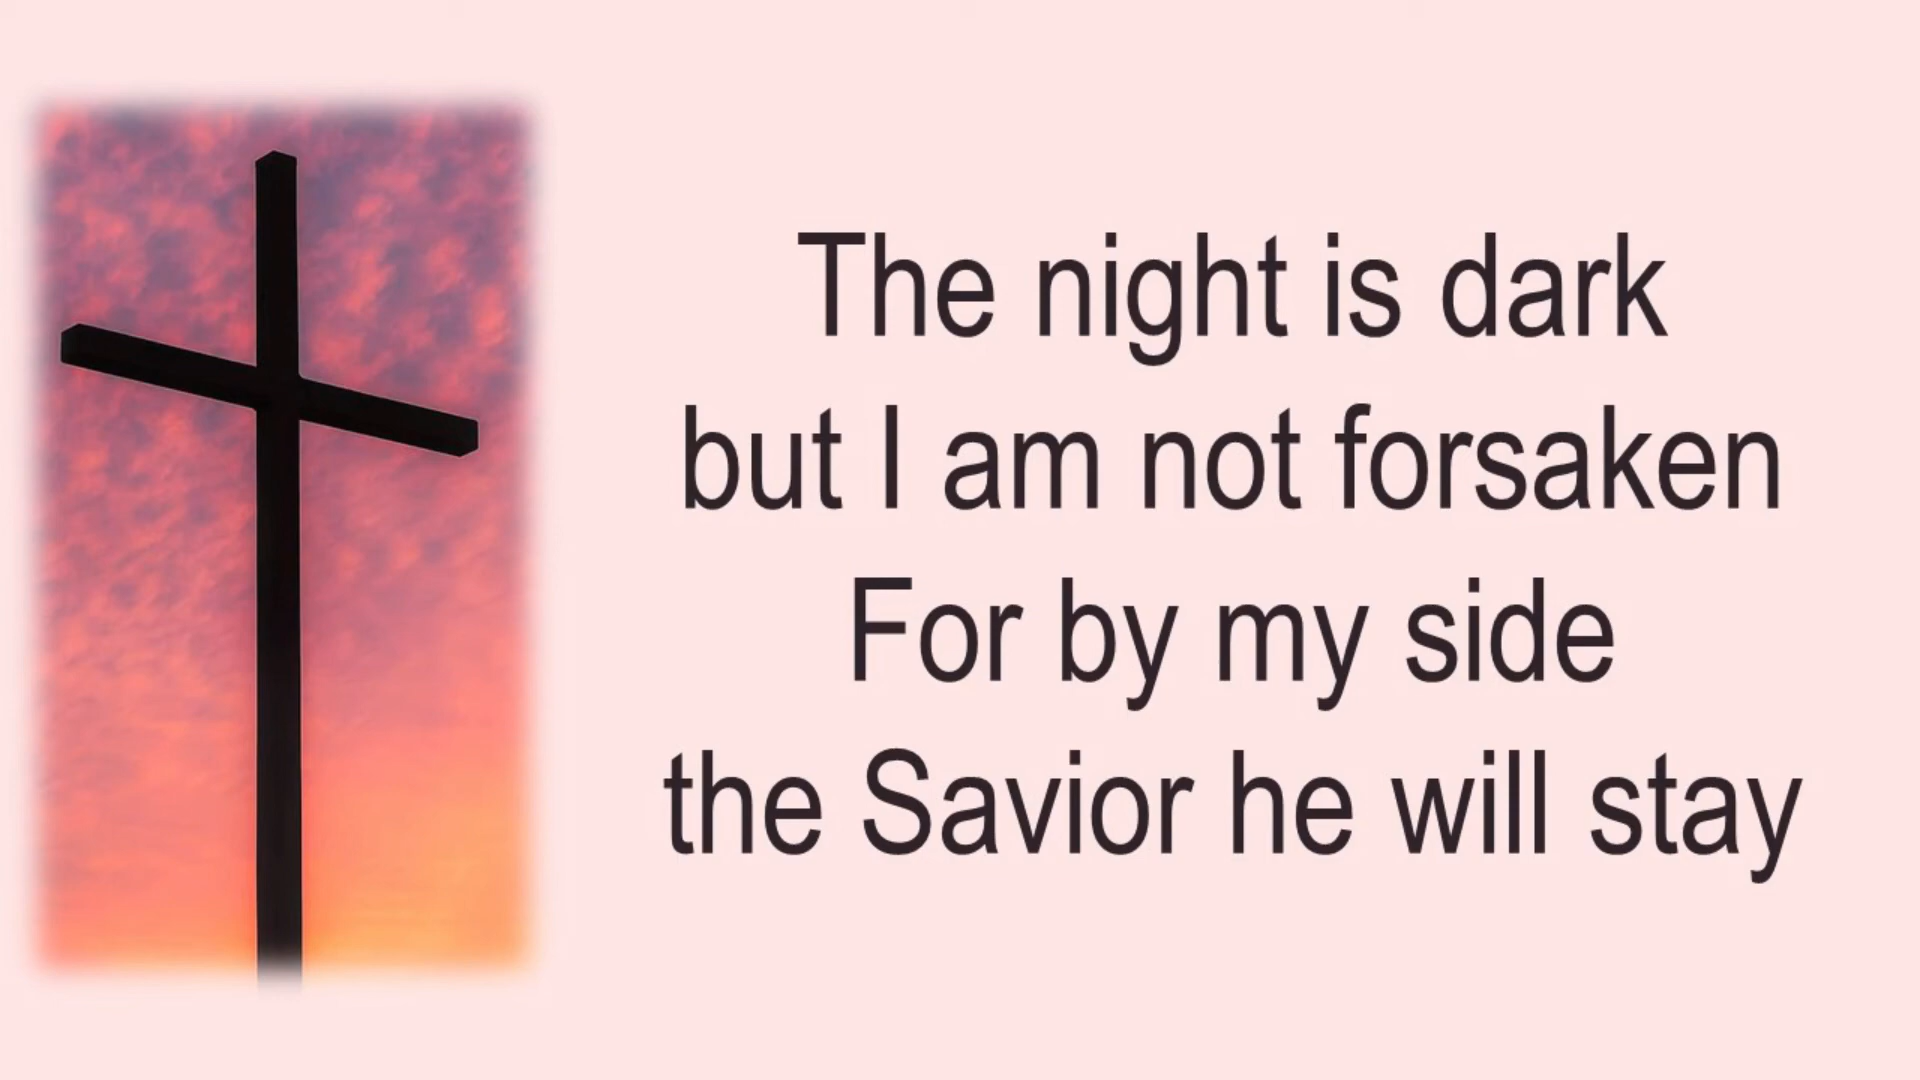 The night is dark
but I am not forsaken
For by my side
the Savior he will stay